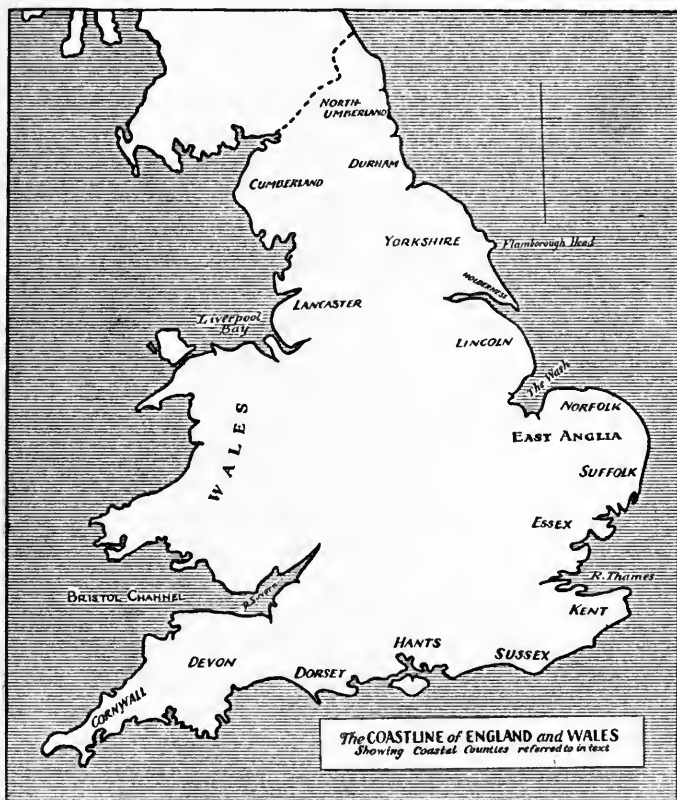 NORTH-
UMBERLAND
DURHAM
CUMBERLAND
YORKSHIRE
Flamborough Head
HOLDERNESS
LANCASTER
Liverpool
Bay
LINCOLN
The Wash
NORFOLK
EAST ANGLIA
WALES
SUFFOLK
ESSEX
R. Thames
BRISTOL CHANNEL
R. Severn
KENT
HANTS
SUSSEX
DEVON
DORSET
CORNWALL
The COASTLINE of ENGLAND and WALES
Showing Coastal Counties referred to in text